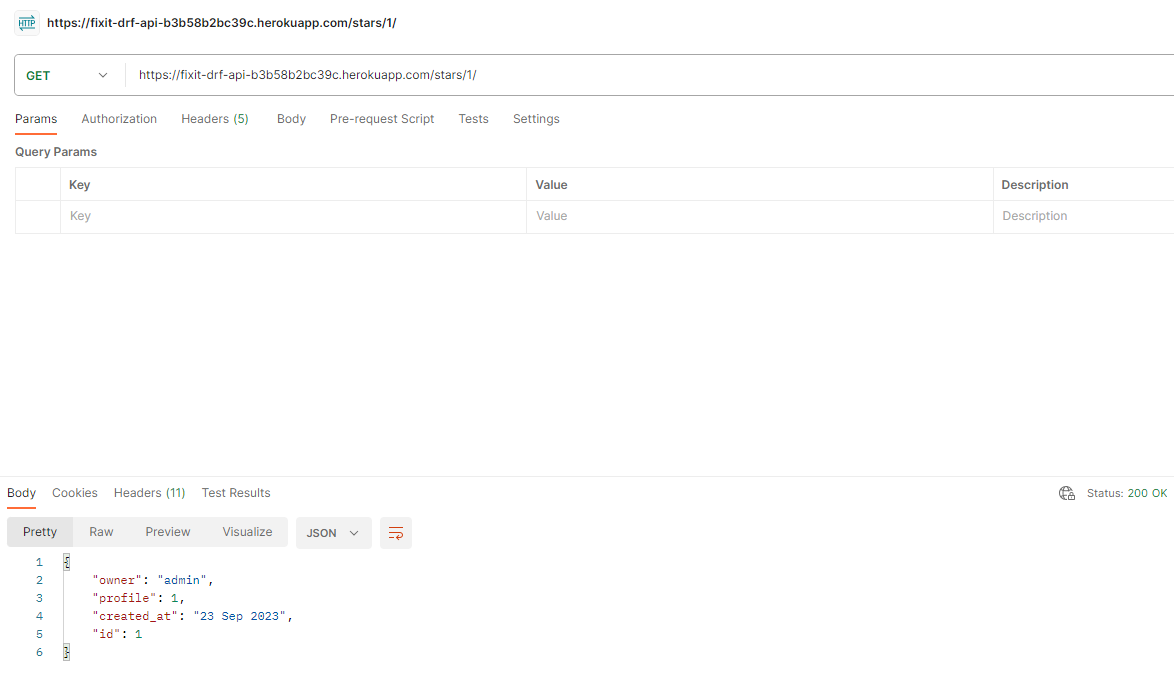 HTTP https://fixit-drf-api-b3b58b2bc39c.herokuapp.com/stars/1/
GET https://fixit-drf-api-b3b58b2bc39c.herokuapp.com/stars/1/
Params Authorization Headers (5) Body Pre-request Script Tests Settings
Query Params
Key Value Description
Key Value Description
Body Cookies Headers (11) Test Results Status: 200 OK
Pretty Raw Preview Visualize JSON
1 {
2 "owner": "admin",
3 "profile": 1,
4 "created_at": "23 Sep 2023",
5 "id": 1
6 }